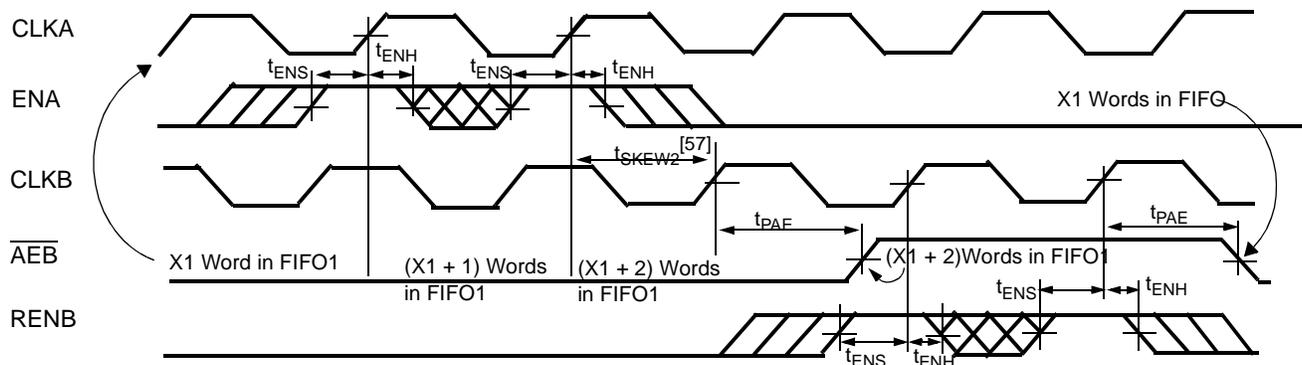 CLKA
tENH
tENS
tENS
tENH
ENA
X1 Words in FIFO
tSKEW2[57]
CLKB
tPAE
tPAE
AEB
X1 Word in FIFO1
(X1 + 1) Words
in FIFO1
(X1 + 2) Words
in FIFO1
(X1 + 2)Words in FIFO1
tENS
tENH
RENB
tENS
tENH